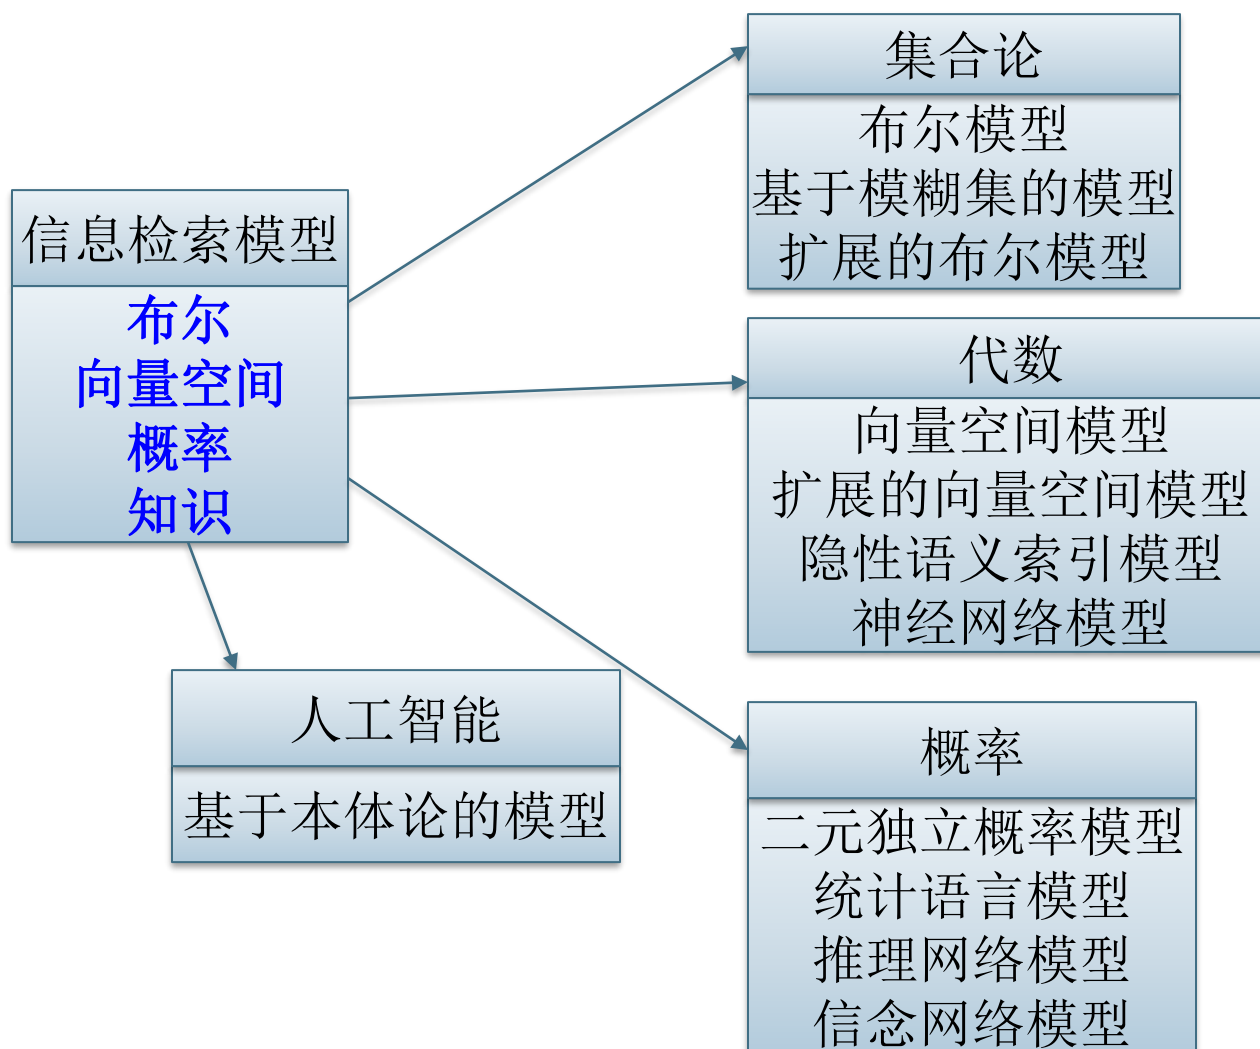 信息检索模型
布尔
向量空间
概率
知识
集合论
布尔模型
基于模糊集的模型
扩展的布尔模型
代数
向量空间模型
扩展的向量空间模型
隐性语义索引模型
神经网络模型
人工智能
基于本体论的模型
概率
二元独立概率模型
统计语言模型
推理网络模型
信念网络模型